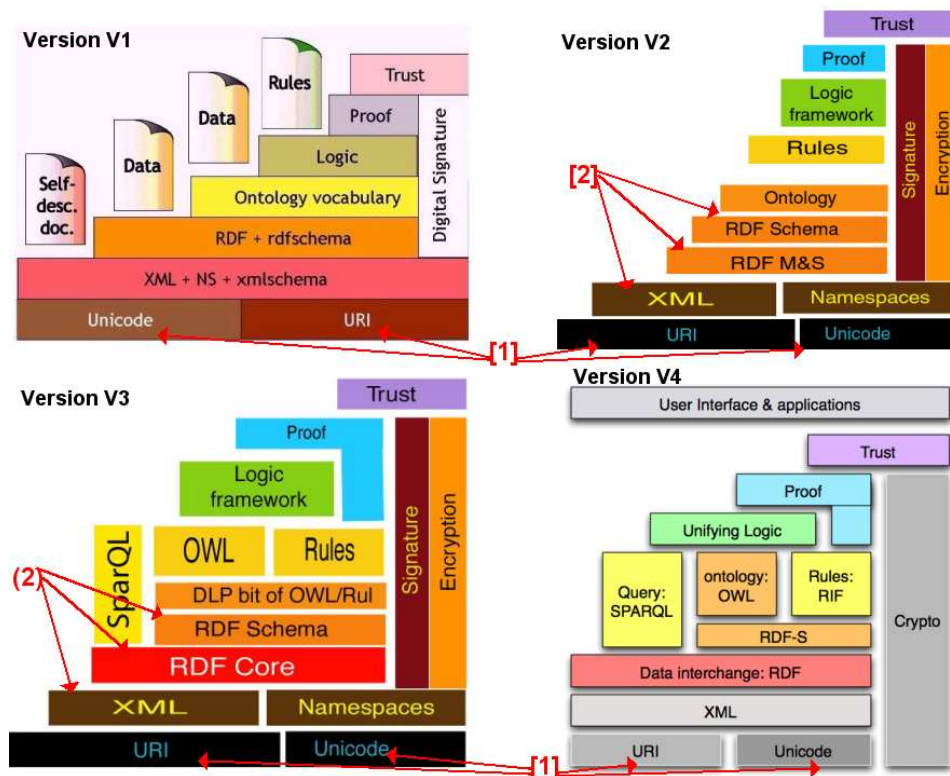 Version V1
Rules
Data
Data
Self-
desc.
doc.
Trust
Proof
Logic
Ontology vocabulary
RDF + rdfschema
Digital Signature
XML + NS + xmlschema
Unicode
URI
Version V2
Trust
Proof
Logic
framework
Rules
[2]
Ontology
RDF Schema
RDF M&S
Signature
Encryption
XML
Namespaces
URI
Unicode
[1]
Version V3
Trust
Proof
Logic
framework
SparQL
OWL
Rules
(2)
DLP bit of OWL/Rul
RDF Schema
RDF Core
Signature
Encryption
XML
Namespaces
URI
Unicode
Version V4
User Interface & applications
Trust
Proof
Unifying Logic
Query:
SPARQL
ontology:
OWL
Rules:
RIF
RDF-S
Crypto
Data interchange: RDF
XML
URI
Unicode
[1]